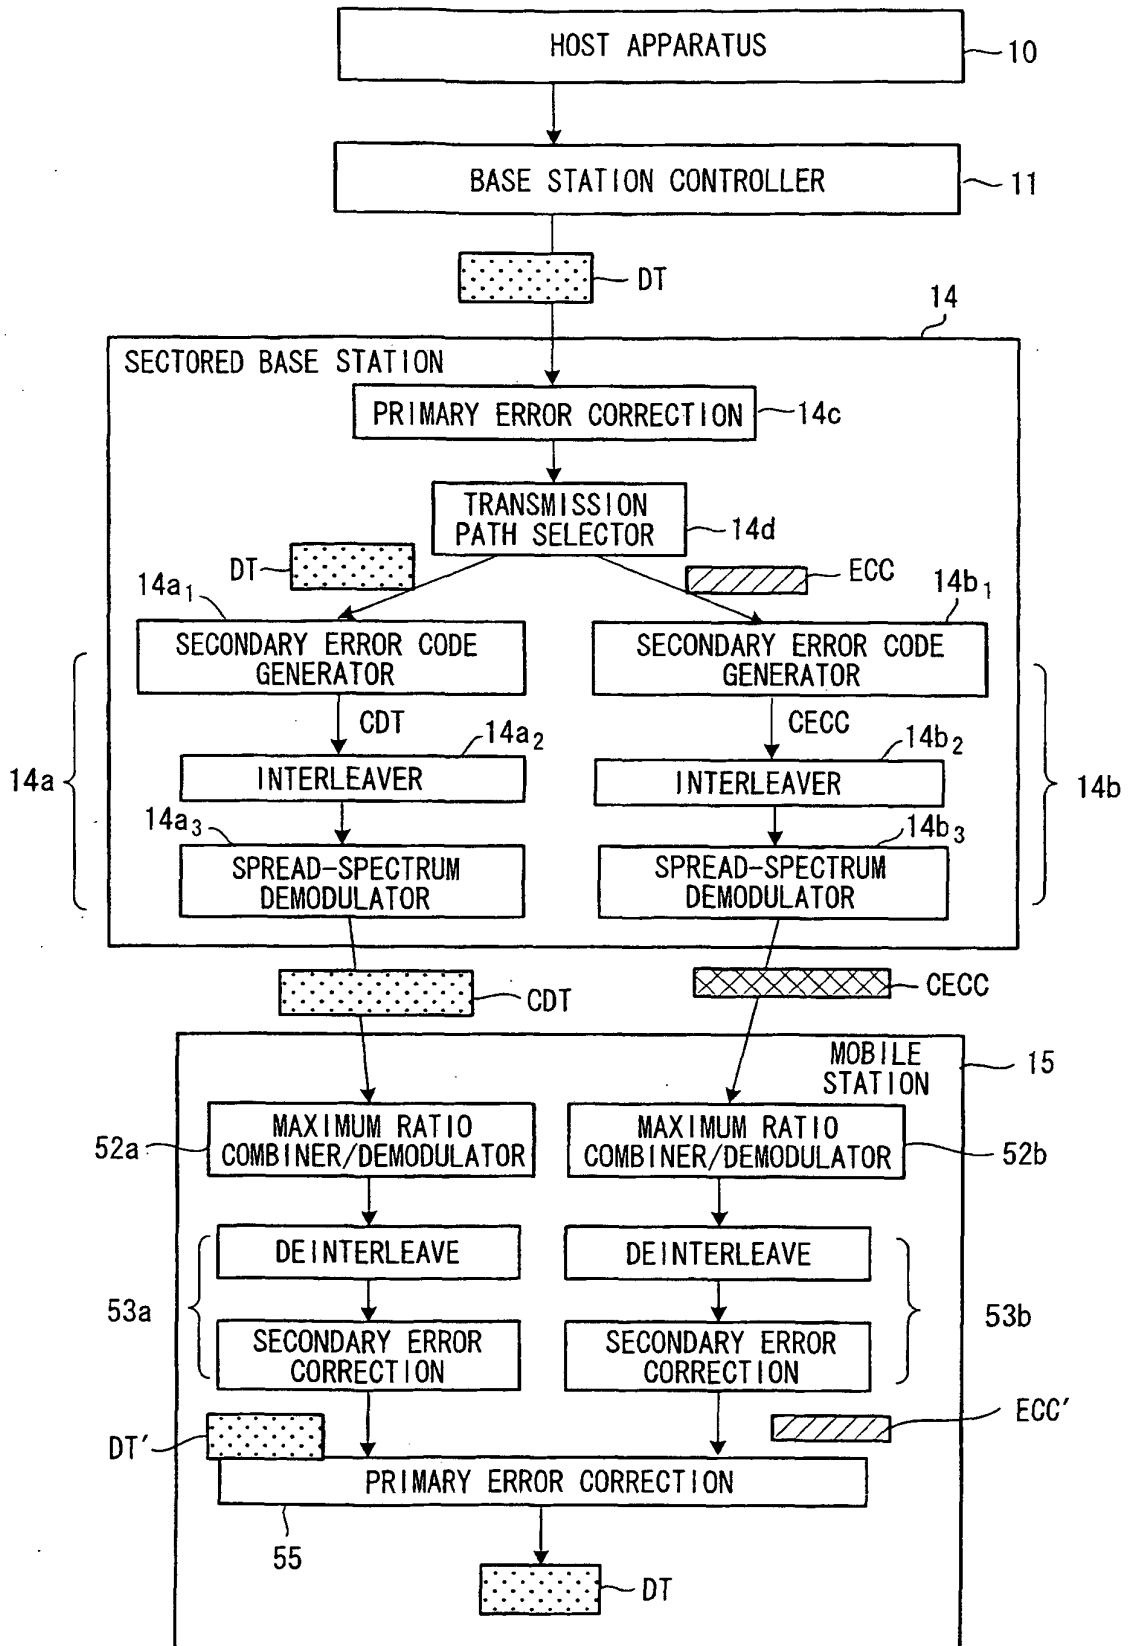 HOST APPARATUS
10
BASE STATION CONTROLLER
11
DT
14
SECTORED BASE STATION
PRIMARY ERROR CORRECTION
14c
TRANSMISSION
PATH SELECTOR
14d
DT
ECC
14a1
14b1
SECONDARY ERROR CODE
GENERATOR
SECONDARY ERROR CODE
GENERATOR
CDT
CECC
14a2
14b2
INTERLEAVER
INTERLEAVER
14a
14b
14a3
14b3
SPREAD-SPECTRUM
DEMODULATOR
SPREAD-SPECTRUM
DEMODULATOR
CDT
CECC
MOBILE
STATION
15
MAXIMUM RATIO
COMBINER/DEMODULATOR
52a
MAXIMUM RATIO
COMBINER/DEMODULATOR
52b
DEINTERLEAVE
DEINTERLEAVE
53a
53b
SECONDARY ERROR
CORRECTION
SECONDARY ERROR
CORRECTION
DT'
ECC'
PRIMARY ERROR CORRECTION
55
DT